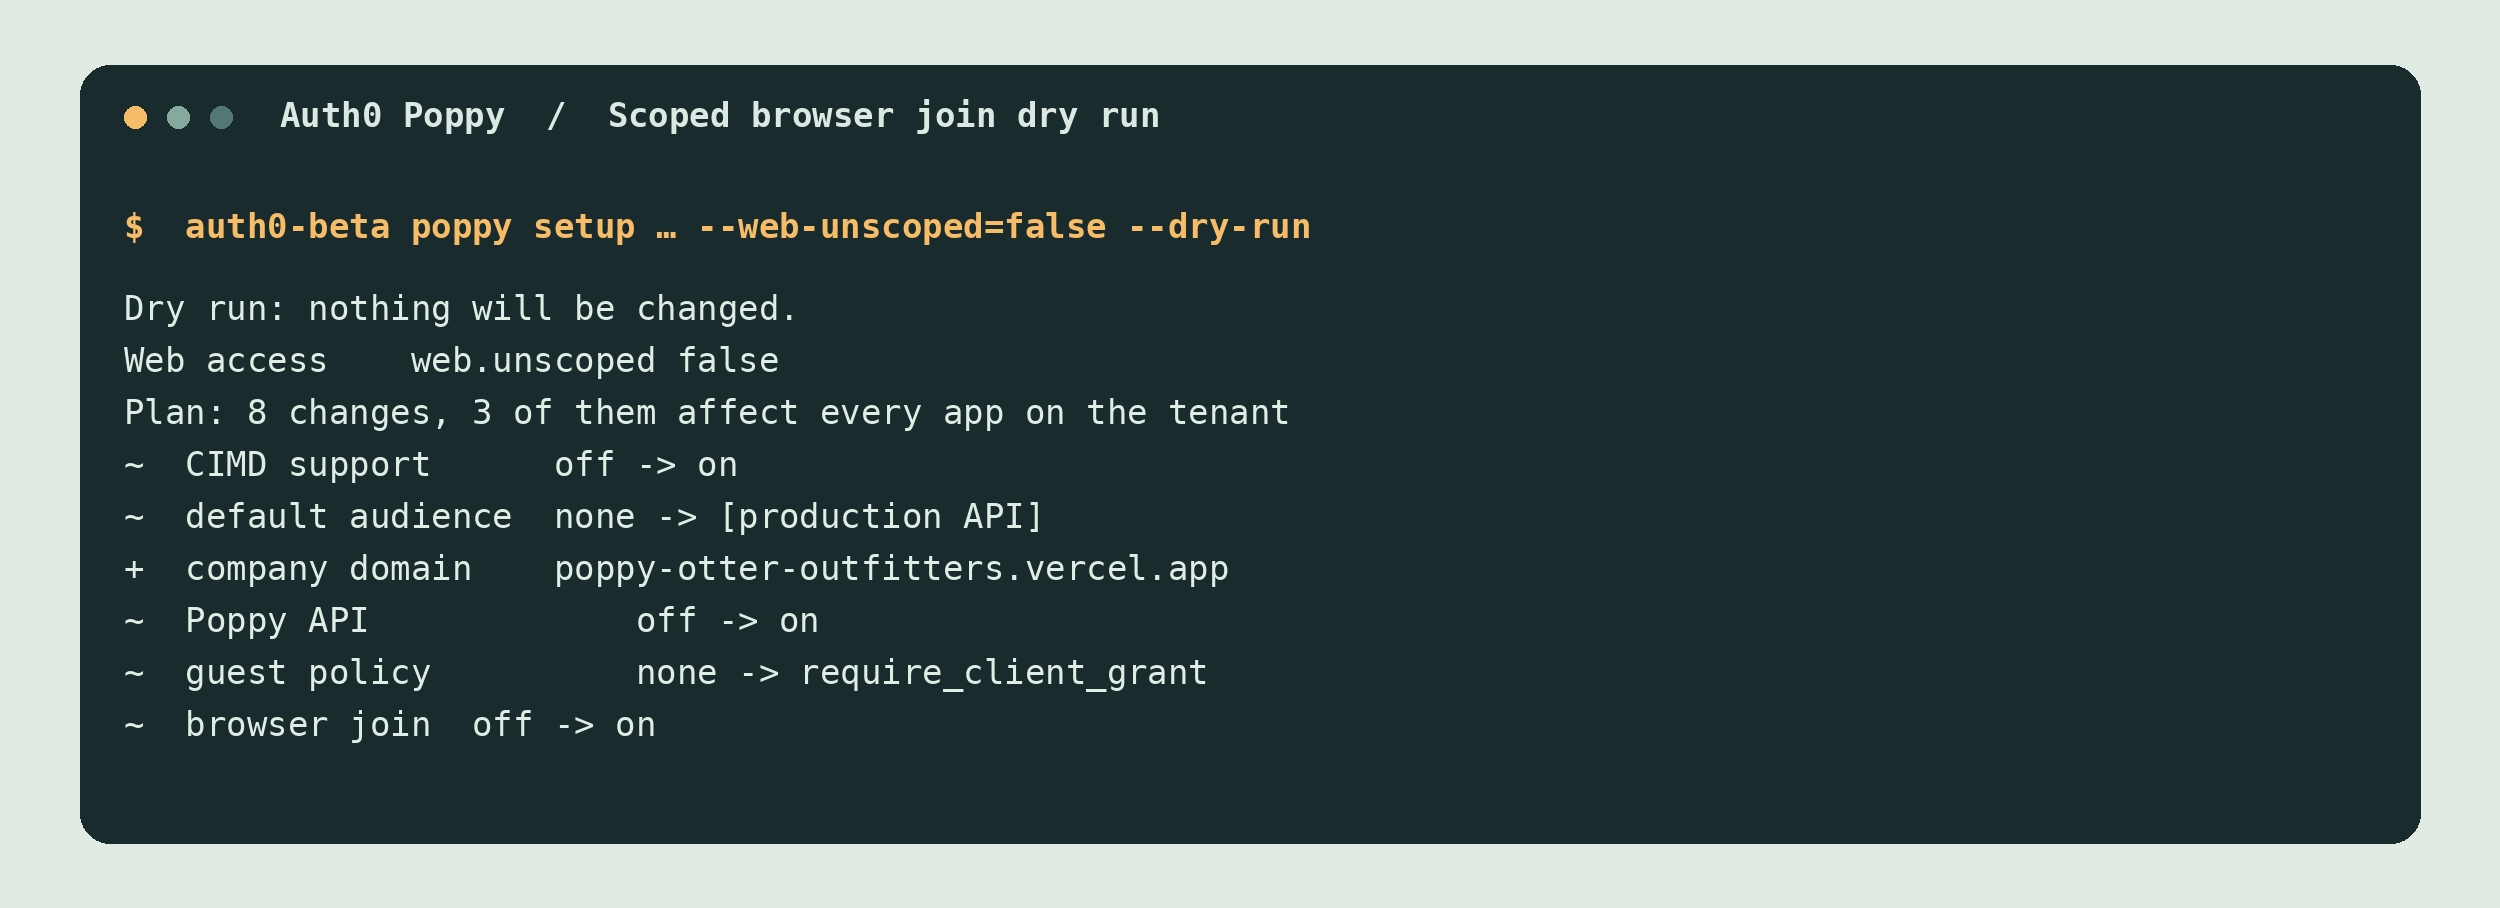 Auth0 Poppy / Scoped browser join dry run
$ auth0-beta poppy setup … --web-unscoped=false --dry-run
Dry run: nothing will be changed.
Web access web.unscoped false
Plan: 8 changes, 3 of them affect every app on the tenant
~ CIMD support off -> on
~ default audience none -> [production API]
+ company domain poppy-otter-outfitters.vercel.app
~ Poppy API off -> on
~ guest policy none -> require_client_grant
~ browser join off -> on